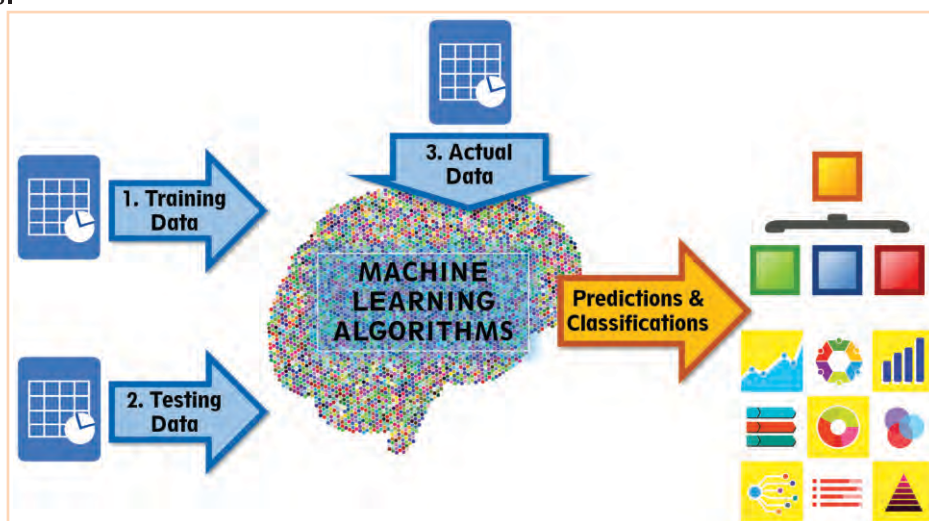 3. Actual
Data
1. Training
Data
MACHINE
LEARNING
ALGORITHMS
Predictions &
Classifications
2. Testing
Data